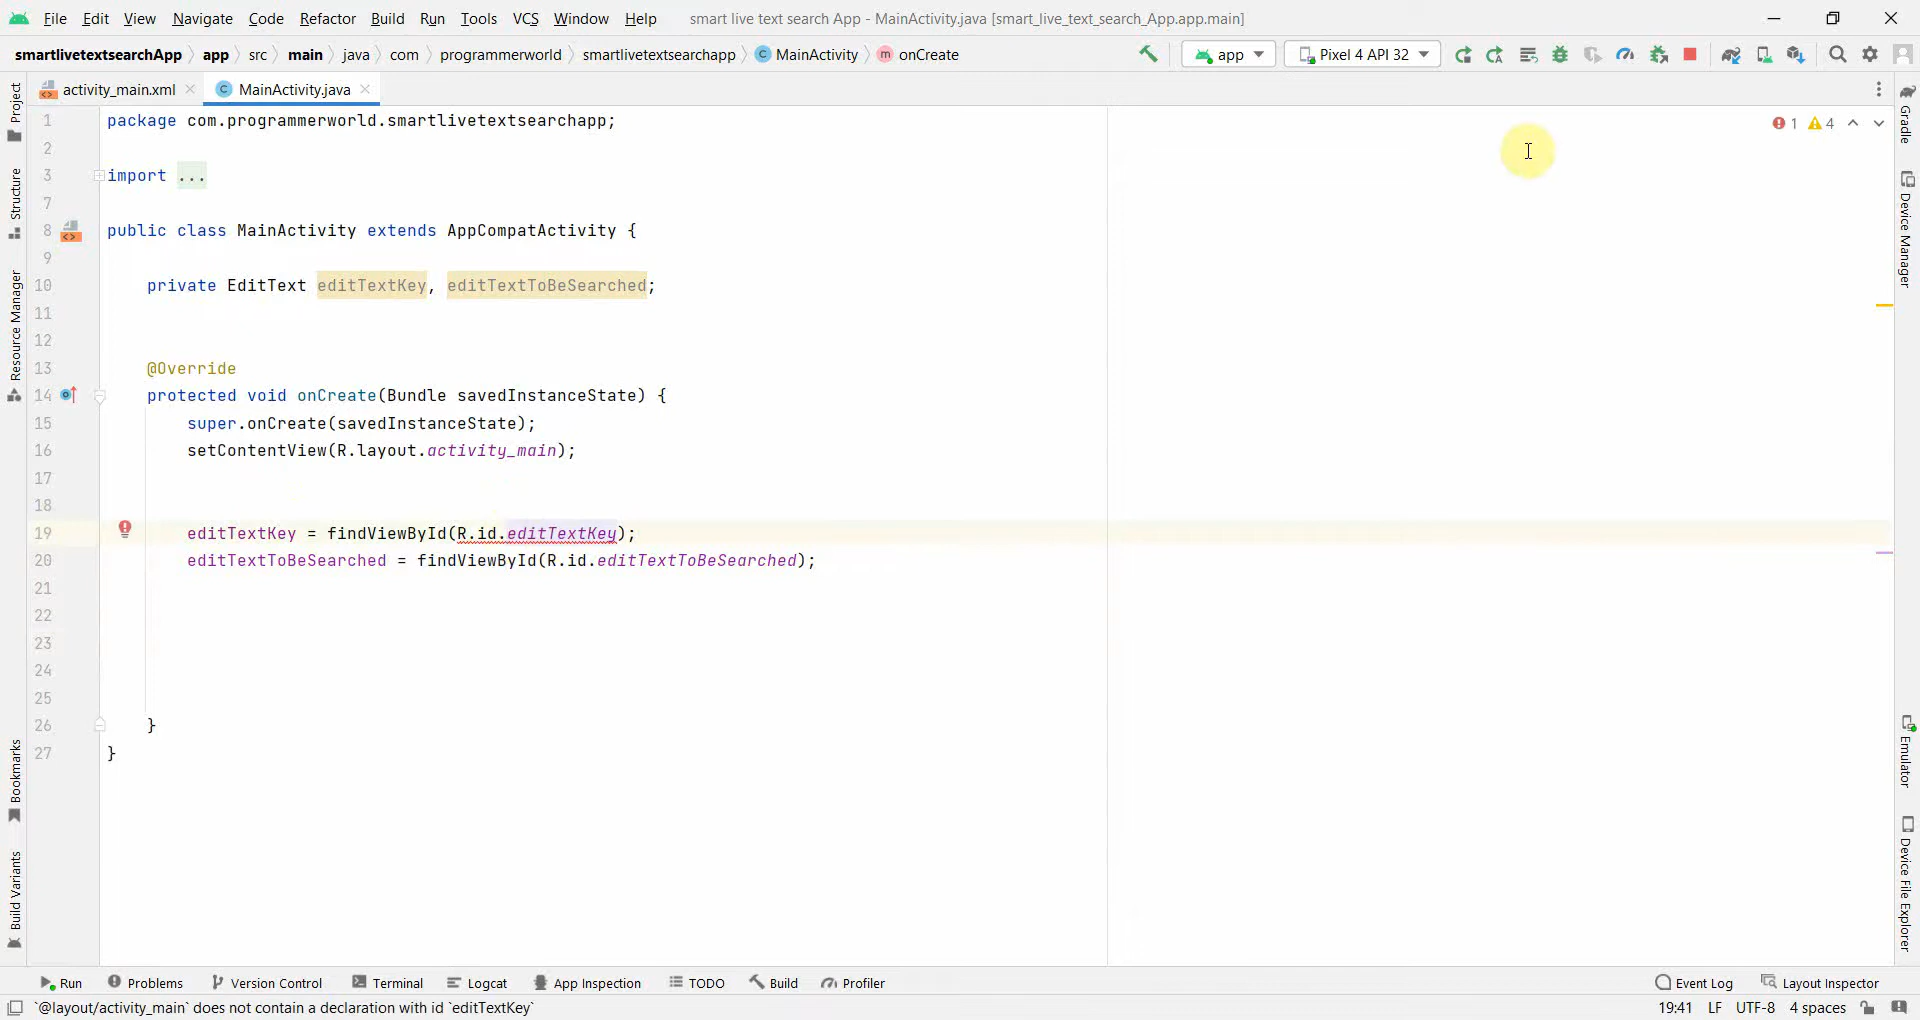 File Edit View Navigate Code Refactor Build Run Tools VCS Window Help smart live text search App - MainActivity.java [smart_live_text_search_App.app.main]
smartlivetextsearchApp app src main java com programmerworld smartlivetextsearchapp C MainActivity m onCreate app Pixel 4 API 32
activity_main.xml C MainActivity.java
Project
Structure
Resource Manager
Bookmarks
Build Variants
1 package com.programmerworld.smartlivetextsearchapp; 1 4
2
3 import ...
7
8 public class MainActivity extends AppCompatActivity {
9
10 private EditText editTextKey, editTextToBeSearched;
11
12
13 @Override
14 protected void onCreate(Bundle savedInstanceState) {
15 super.onCreate(savedInstanceState);
16 setContentView(R.layout.activity_main);
17
18
19 editTextKey = findViewById(R.id.editTextKey);
20 editTextToBeSearched = findViewById(R.id.editTextToBeSearched);
21
22
23
24
25
26 }
27 }
Gradle
Device Manager
Emulator
Device File Explorer
Run Problems Version Control Terminal Logcat App Inspection TODO Build Profiler Event Log Layout Inspector
`@layout/activity_main` does not contain a declaration with id `editTextKey` 19:41 LF UTF-8 4 spaces